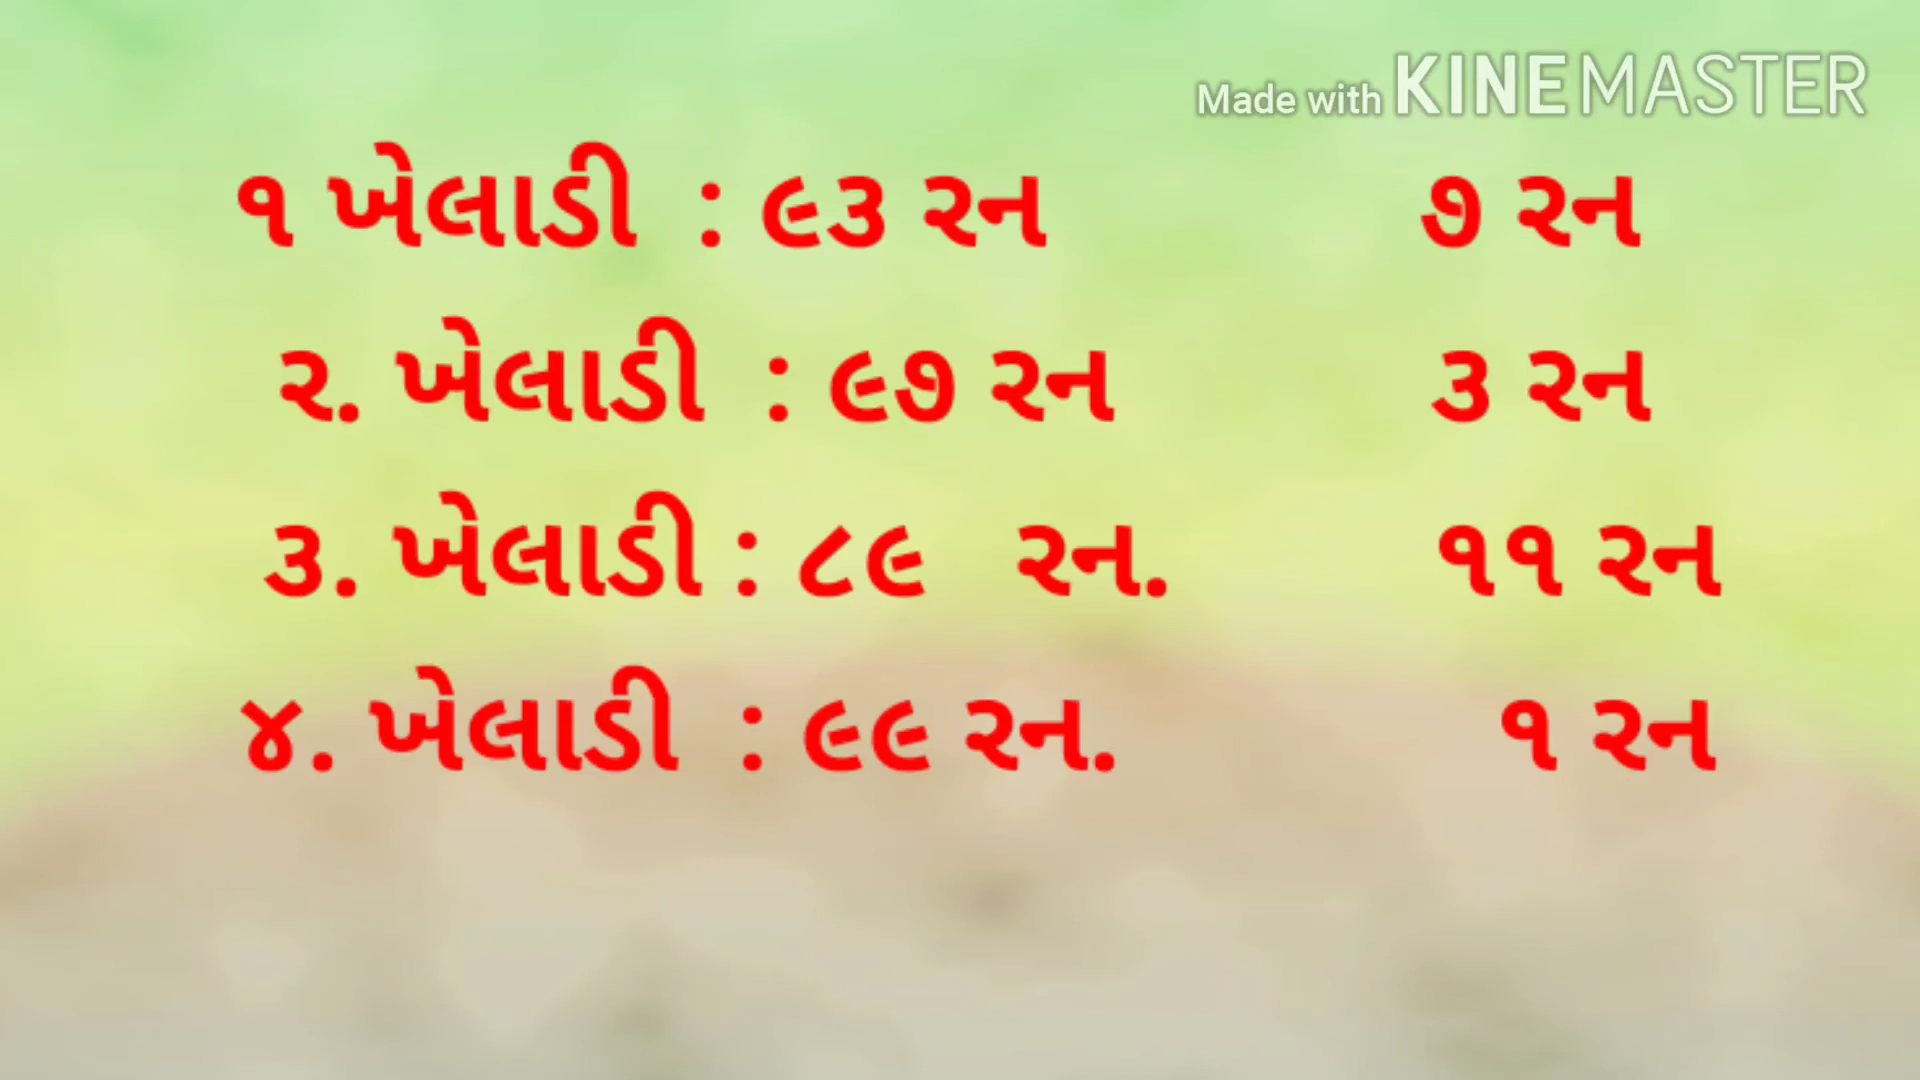 Made with KINEMASTER
૧ ખેલાડી : ૯૩ રન ૭ રન
૨. ખેલાડી : ૯૭ રન ૩ રન
૩. ખેલાડી : ૮૯ રન. ૧૧ રન
૪. ખેલાડી : ૯૯ રન. ૧ રન